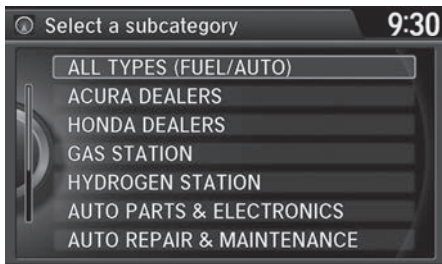 Select a subcategory 9:30
ALL TYPES (FUEL/AUTO)
ACURA DEALERS
HONDA DEALERS
GAS STATION
HYDROGEN STATION
AUTO PARTS & ELECTRONICS
AUTO REPAIR & MAINTENANCE